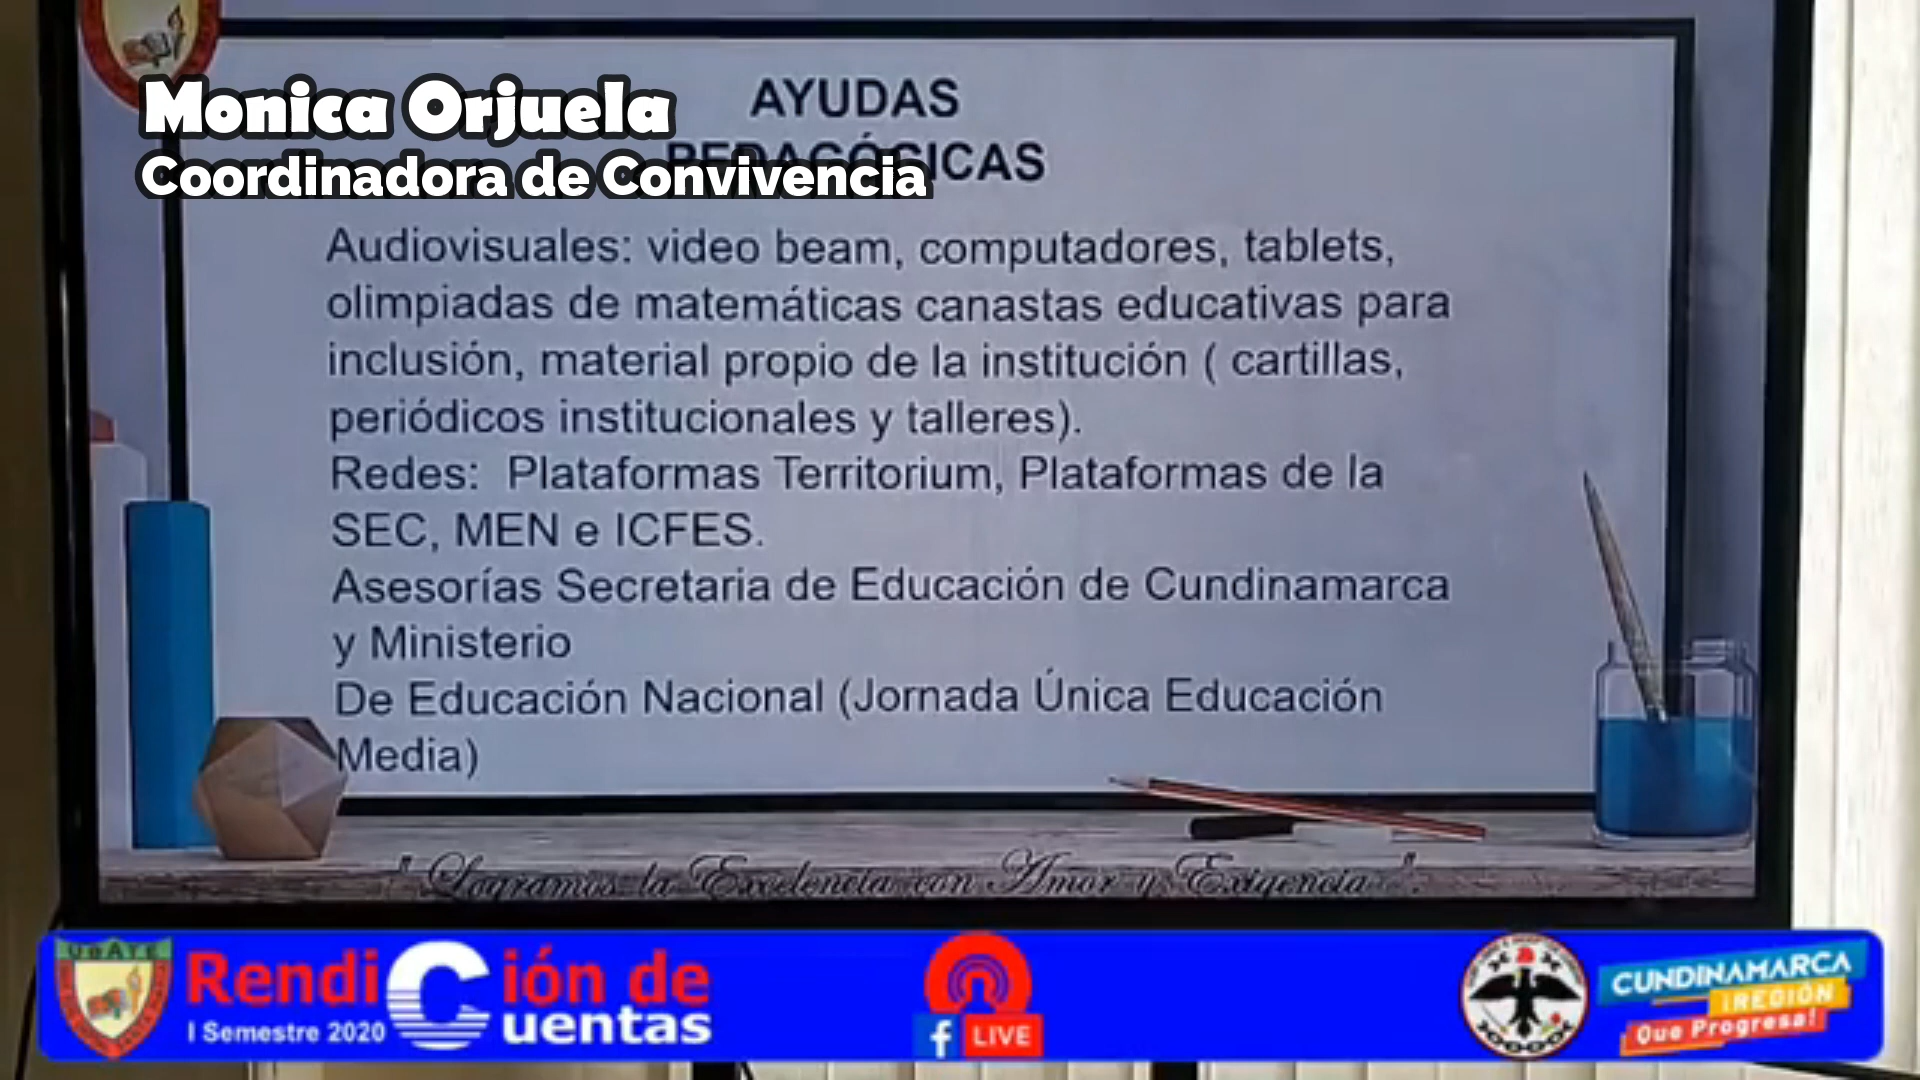 Monica Orjuela
Coordinadora de Convivencia
AYUDAS
PEDAGÓGICAS
Audiovisuales: video beam, computadores, tablets,
olimpiadas de matemáticas canastas educativas para
inclusión, material propio de la institución ( cartillas,
periódicos institucionales y talleres).
Redes: Plataformas Territorium, Plataformas de la
SEC, MEN e ICFES.
Asesorías Secretaria de Educación de Cundinamarca
y Ministerio
De Educación Nacional (Jornada Única Educación
Media)
"Logramos la Excelencia con Amor y Exigencia".
UBATE
Rendición de
Cuentas
I Semestre 2020
f LIVE
CUNDINAMARCA
¡REGIÓN
Que Progresa!